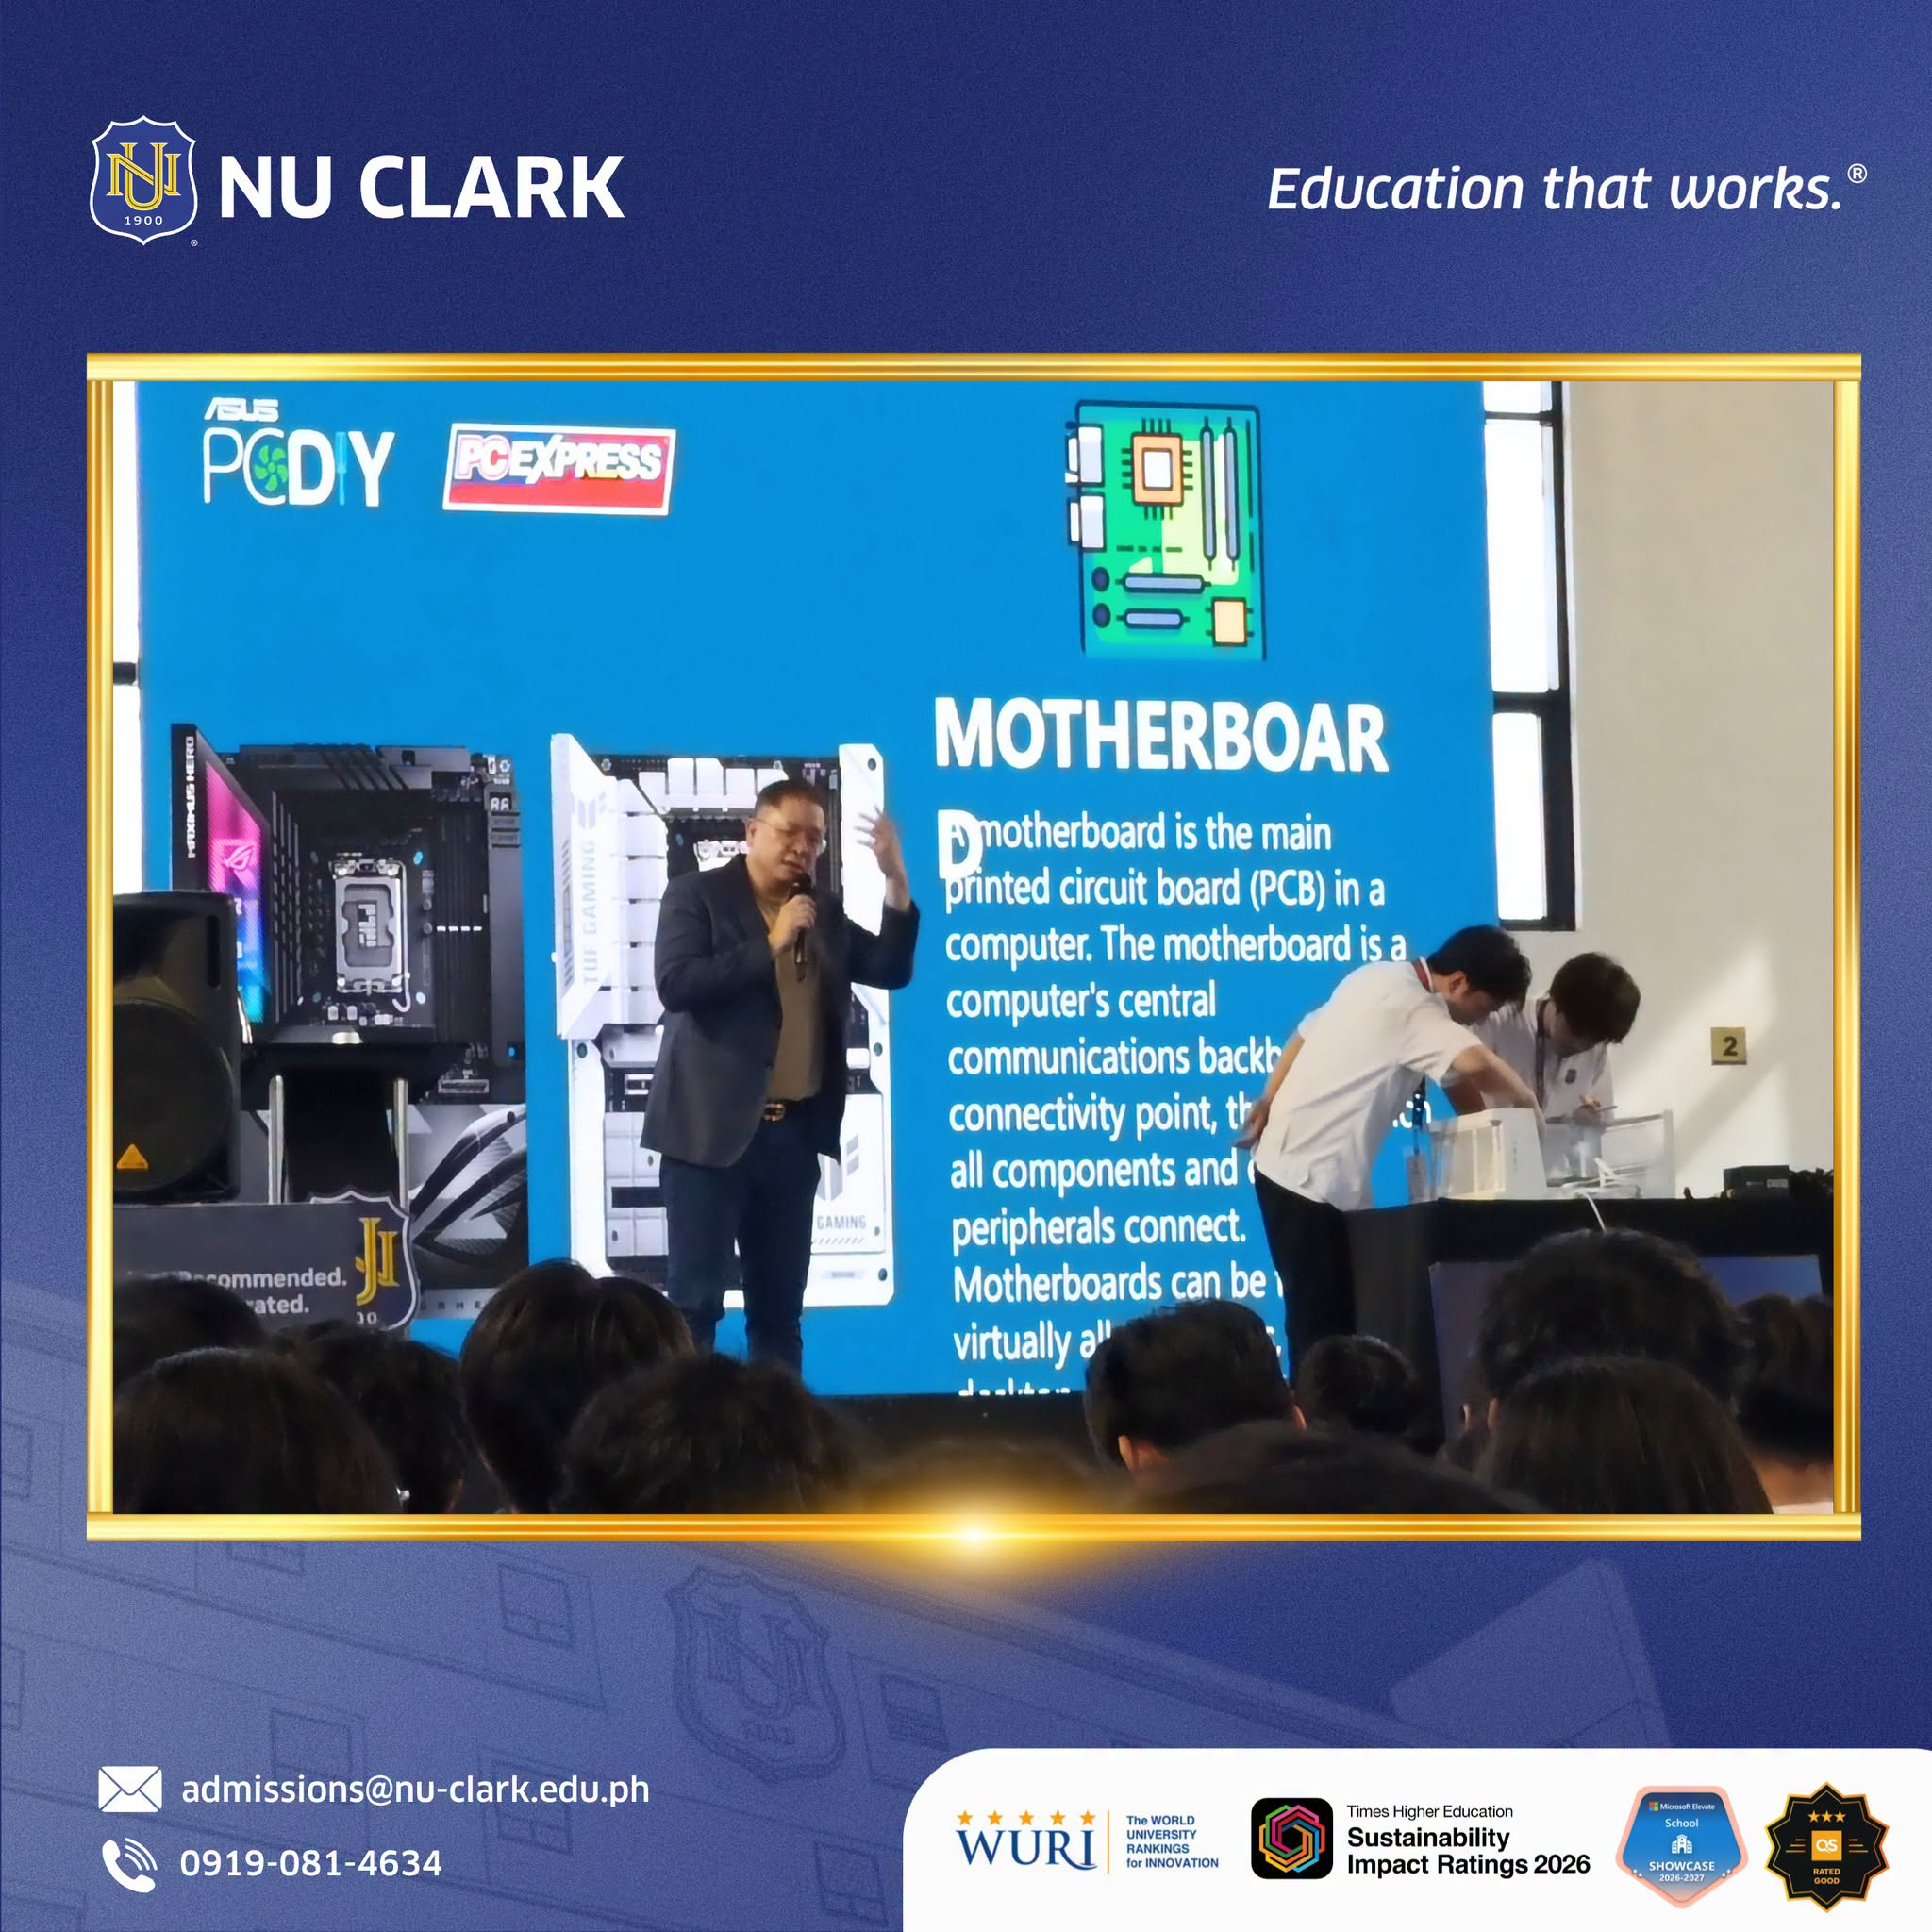 NU
1900
NU CLARK
Education that works.®
ASUS
PCDIY
PCEXPRESS
MAXIMUS HERO
TUF GAMING
GAMING
MOTHERBOAR
D
A motherboard is the main
printed circuit board (PCB) in a
computer. The motherboard is a
computer's central
communications backb
connectivity point, th
all components and
peripherals connect.
Motherboards can be
virtually all
desktop
2
commended.
rated.
admissions@nu-clark.edu.ph
0919-081-4634
WURI
The WORLD
UNIVERSITY
RANKINGS
for INNOVATION
Times Higher Education
Sustainability
Impact Ratings 2026
Microsoft Elevate
School
SHOWCASE
2026-2027
QS
RATED
GOOD